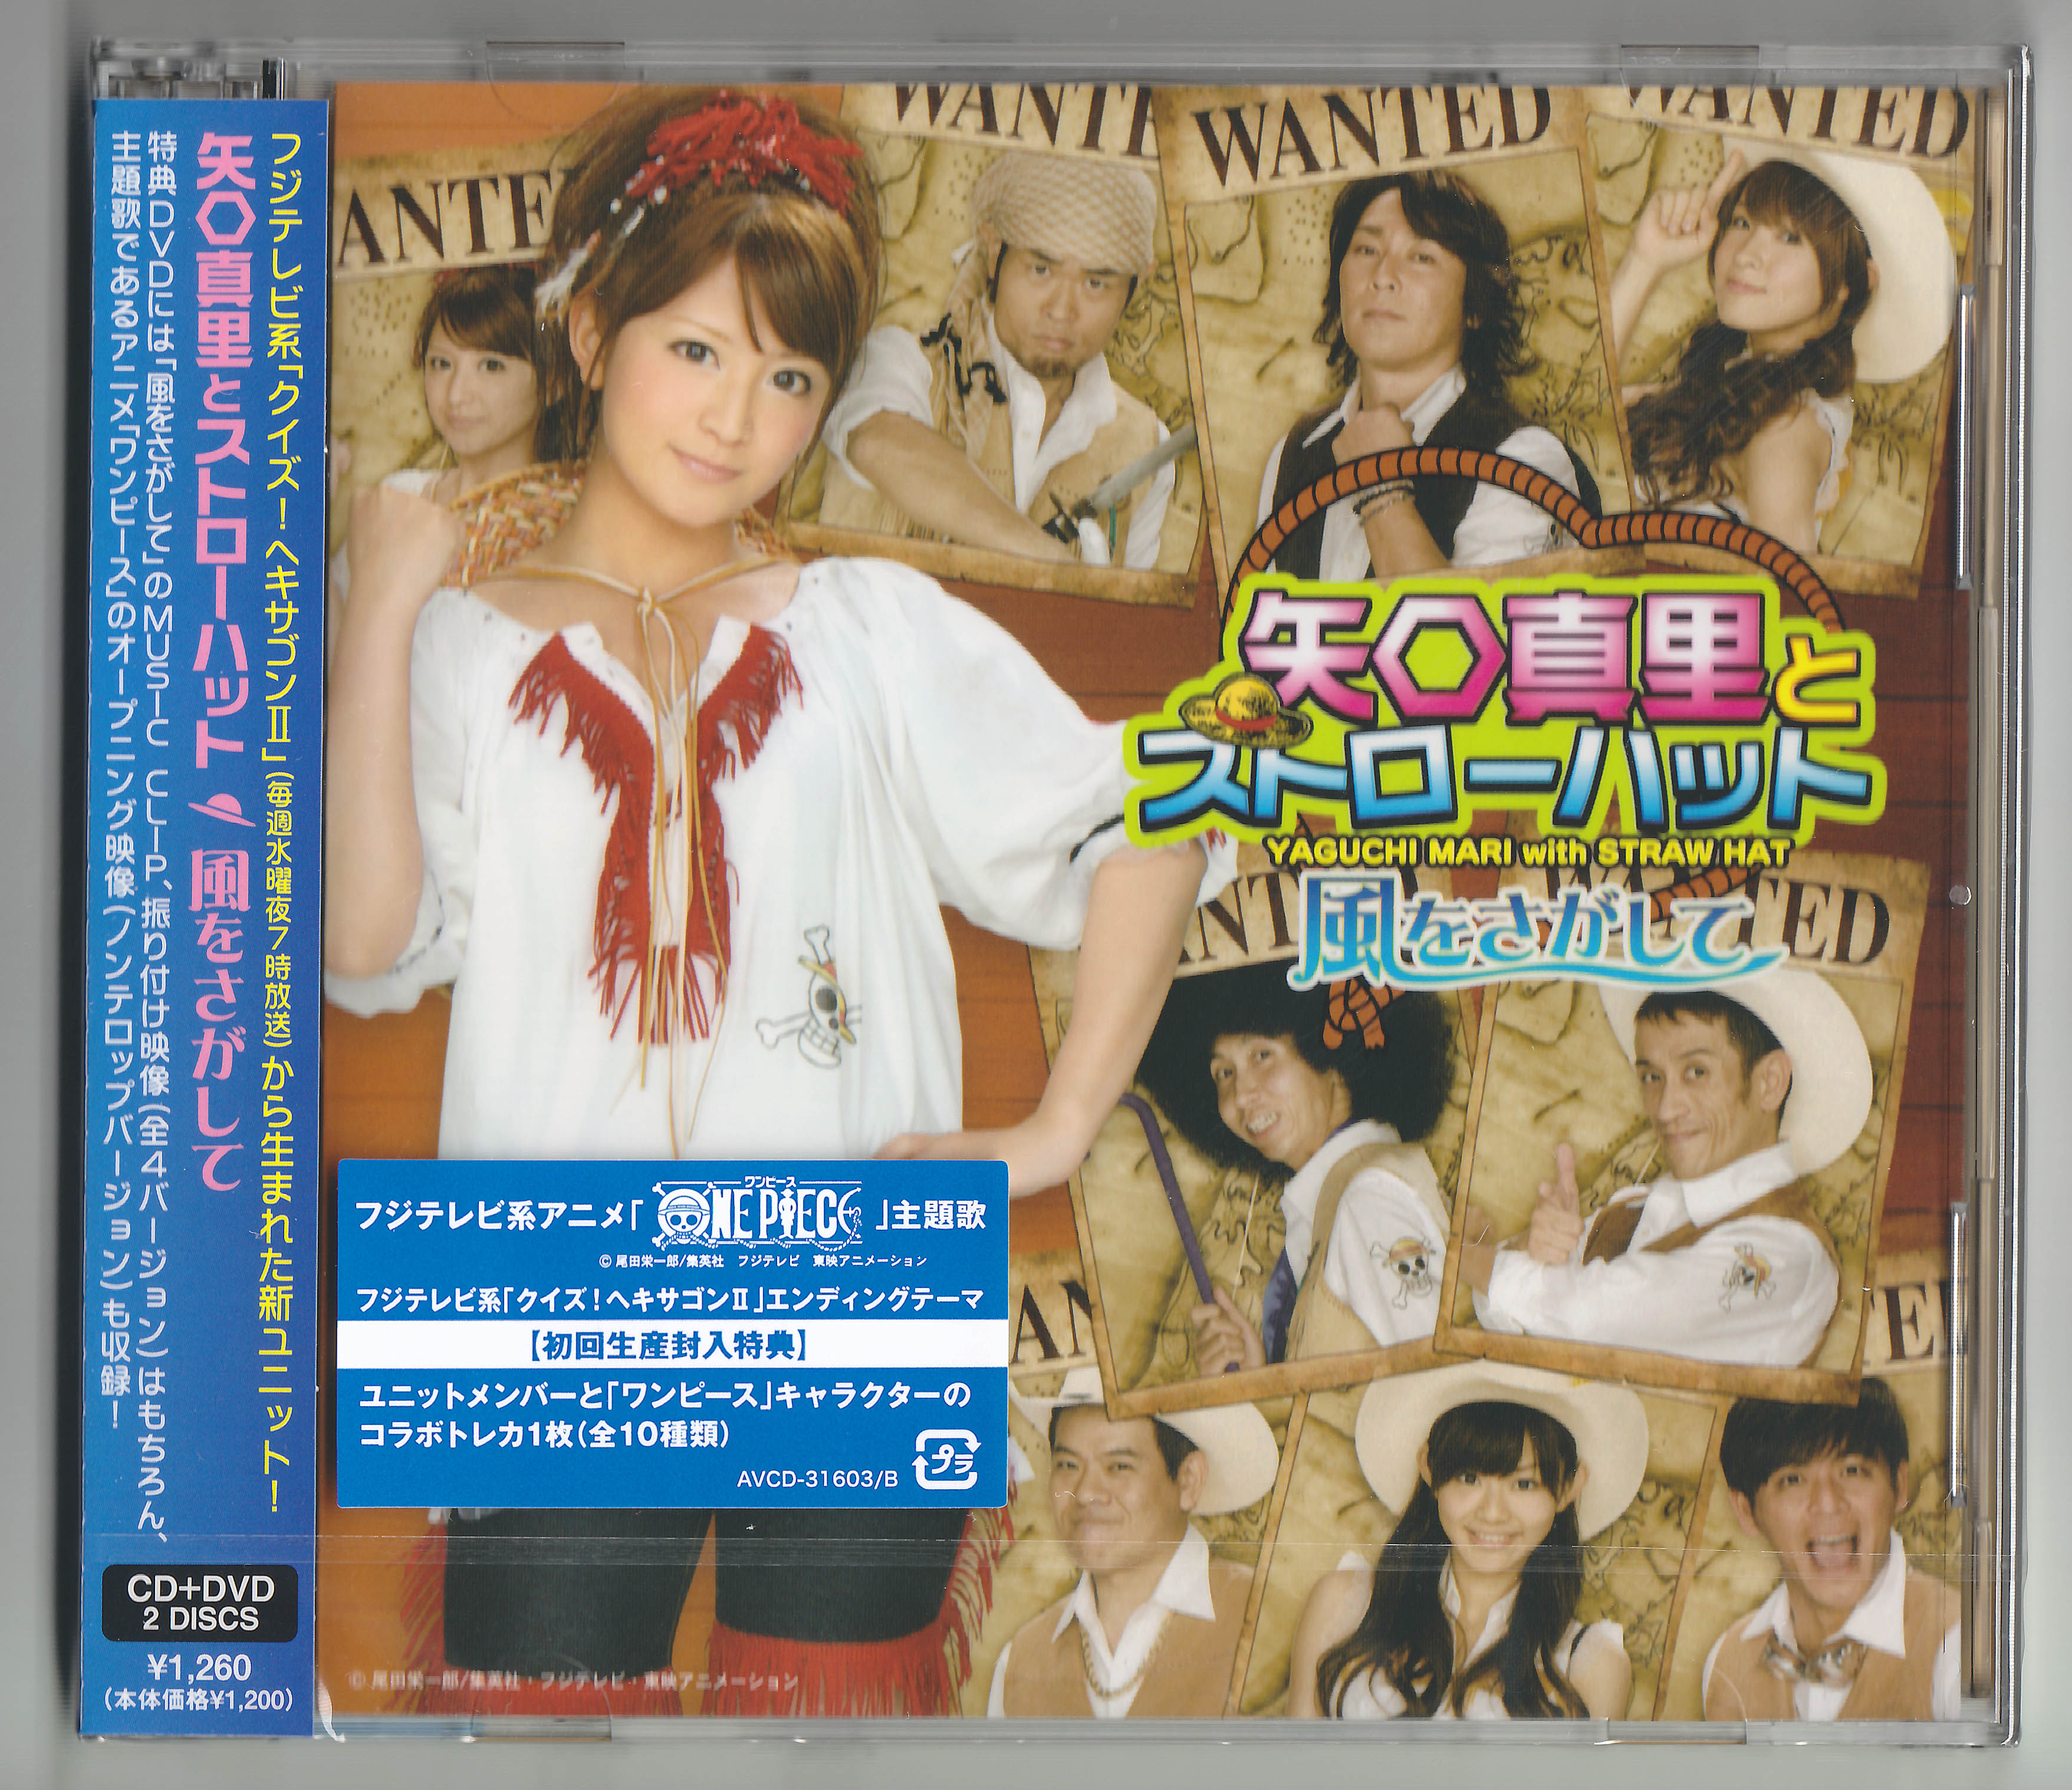 フジテレビ系「クイズ！ヘキサゴンⅡ」(毎週水曜夜7時放送)から生まれた新ユニット！
矢口真里とストローハット 風をさがして
特典DVDには「風をさがして」のMUSIC CLIP、振り付け映像(全4バージョン)はもちろん、
主題歌であるアニメ「ワンピース」のオープニング映像(ノンテロップバージョン)も収録！
CD+DVD
2 DISCS
¥1,260
(本体価格¥1,200)
WANTE
WANTED
WANTED
ANTE
矢口真里と
ストローハット
YAGUCHI MARI with STRAW HAT
風をさがして
ANT
WANTED
フジテレビ系アニメ「ワンピース ONE PIECE」主題歌
© 尾田栄一郎/集英社 フジテレビ 東映アニメーション
フジテレビ系「クイズ！ヘキサゴンⅡ」エンディングテーマ
【初回生産封入特典】
ユニットメンバーと「ワンピース」キャラクターの
コラボトレカ1枚(全10種類)
AVCD-31603/B
プラ
AN
TE
© 尾田栄一郎/集英社・フジテレビ・東映アニメーション